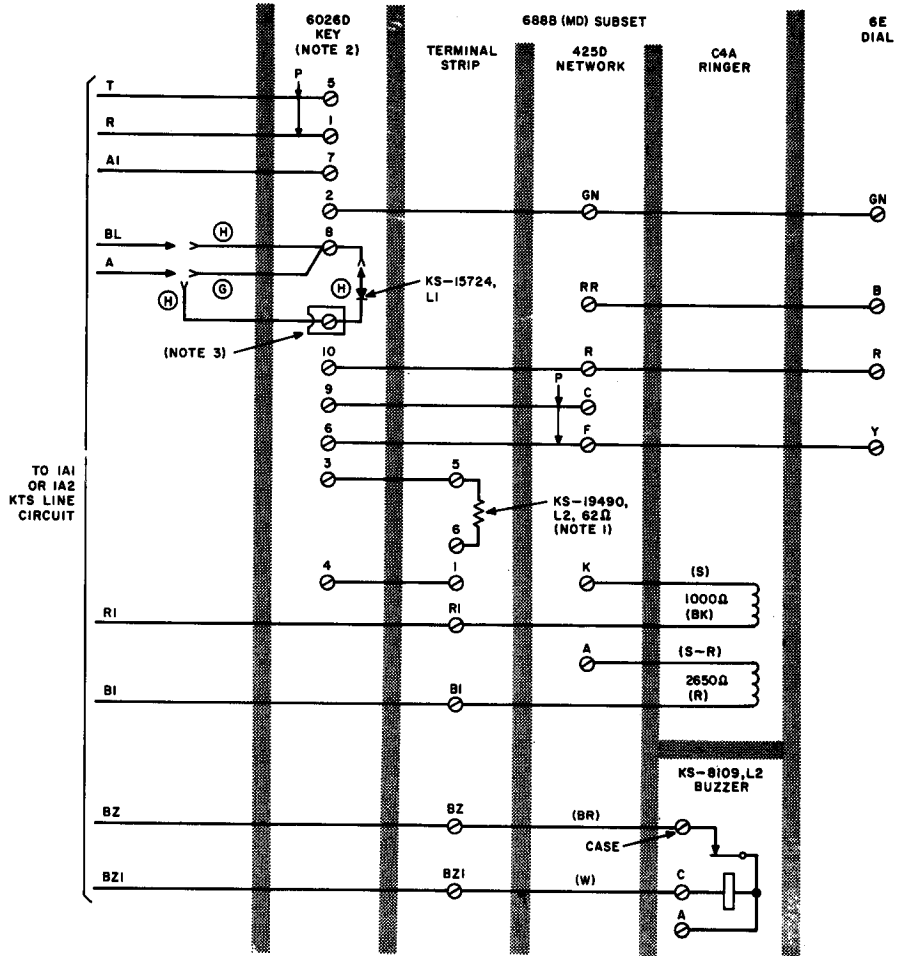 6026D
KEY
(NOTE 2)
688B (MD) SUBSET
TERMINAL
STRIP
425D
NETWORK
C4A
RINGER
6E
DIAL
T
P
5
R
1
A1
7
2
GN
GN
BL
H
8
A
G
H
H
KS-15724,
L1
RR
B
(NOTE 3)
10
R
R
9
P
C
6
F
Y
3
5
TO 1A1
OR 1A2
KTS LINE
CIRCUIT
KS-19490,
L2, 62Ω
(NOTE 1)
6
4
1
K
(S)
1000Ω
(BK)
R1
R1
A
(S-R)
2650Ω
(R)
B1
B1
KS-8109, L2
BUZZER
BZ
BZ
(BR)
CASE
BZ1
BZ1
(W)
C
A